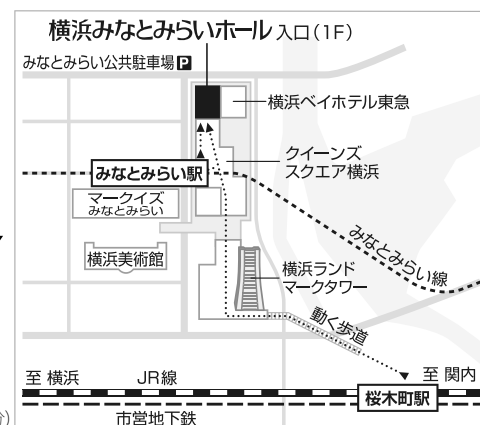 横浜みなとみらいホール 入口(1F)
みなとみらい公共駐車場 P
横浜ベイホテル東急
クイーンズ
スクエア横浜
みなとみらい駅
マークイズ
みなとみらい
みなとみらい線
横浜美術館
横浜ランド
マークタワー
動く歩道
至 横浜
JR線
至 関内
桜木町駅
市営地下鉄
分)